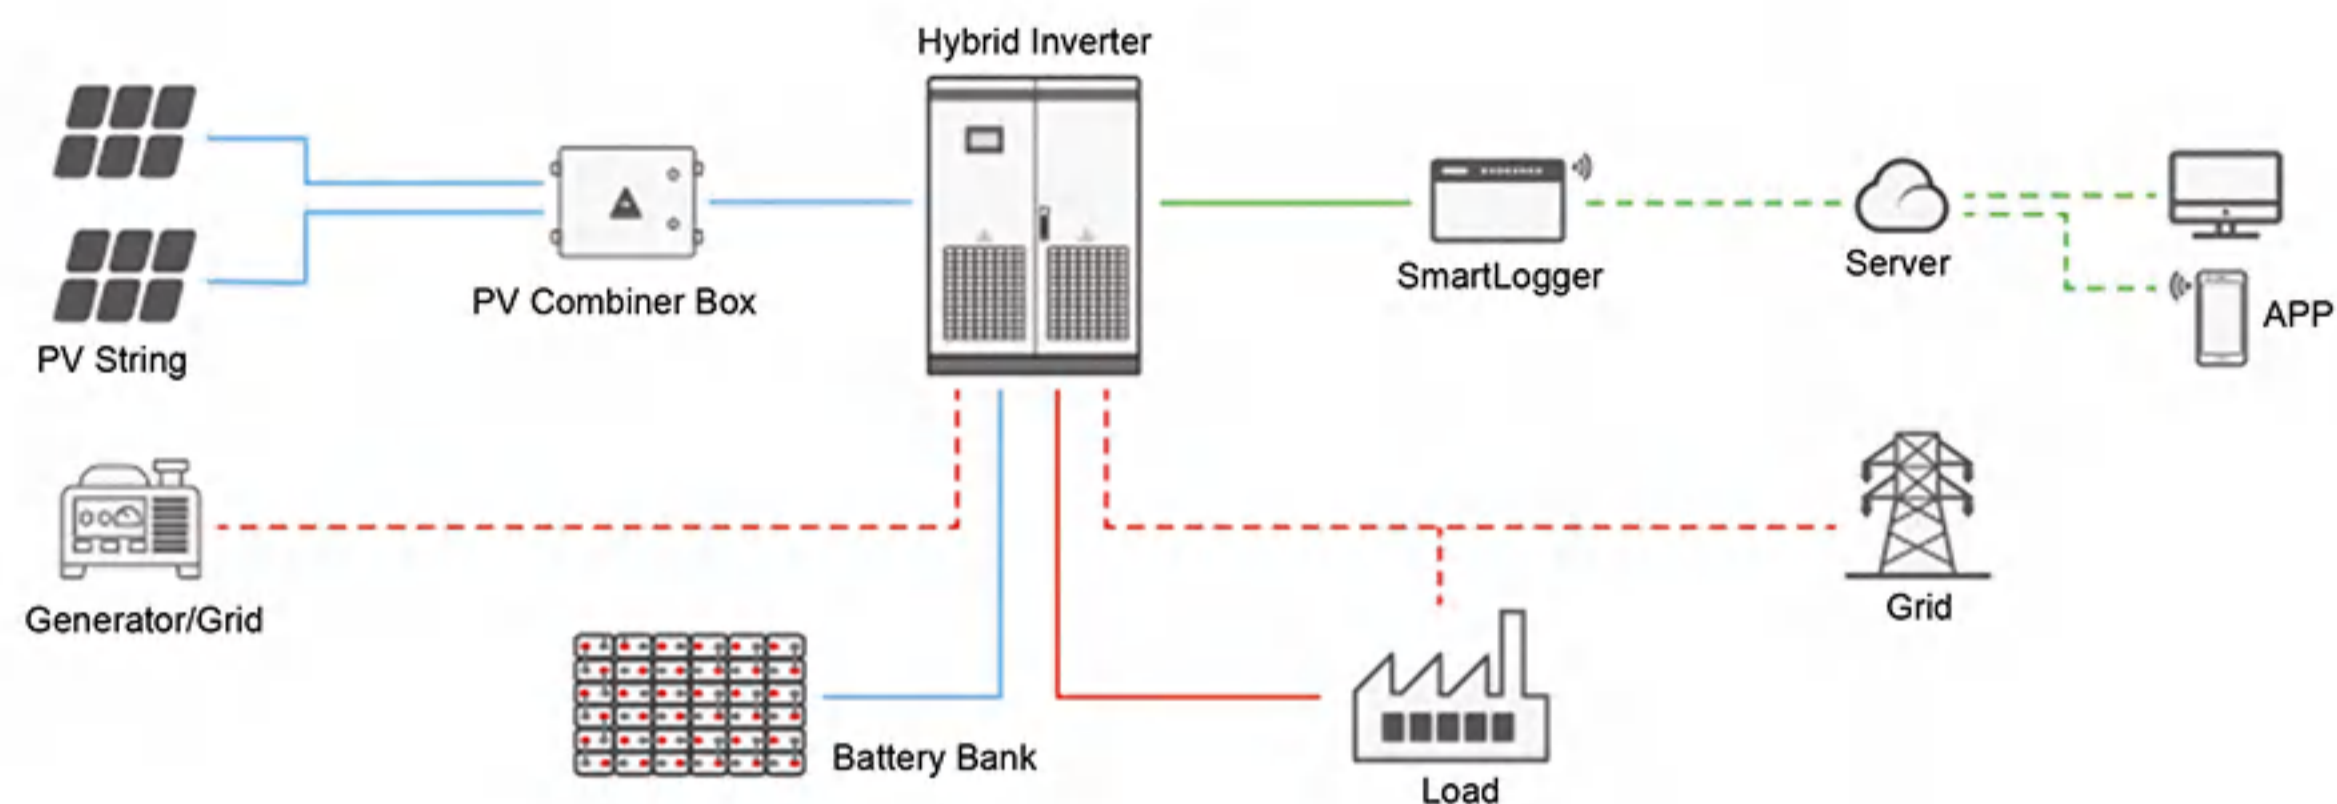 Hybrid Inverter
PV Combiner Box
SmartLogger
Server
APP
PV String
Generator/Grid
Grid
Battery Bank
Load